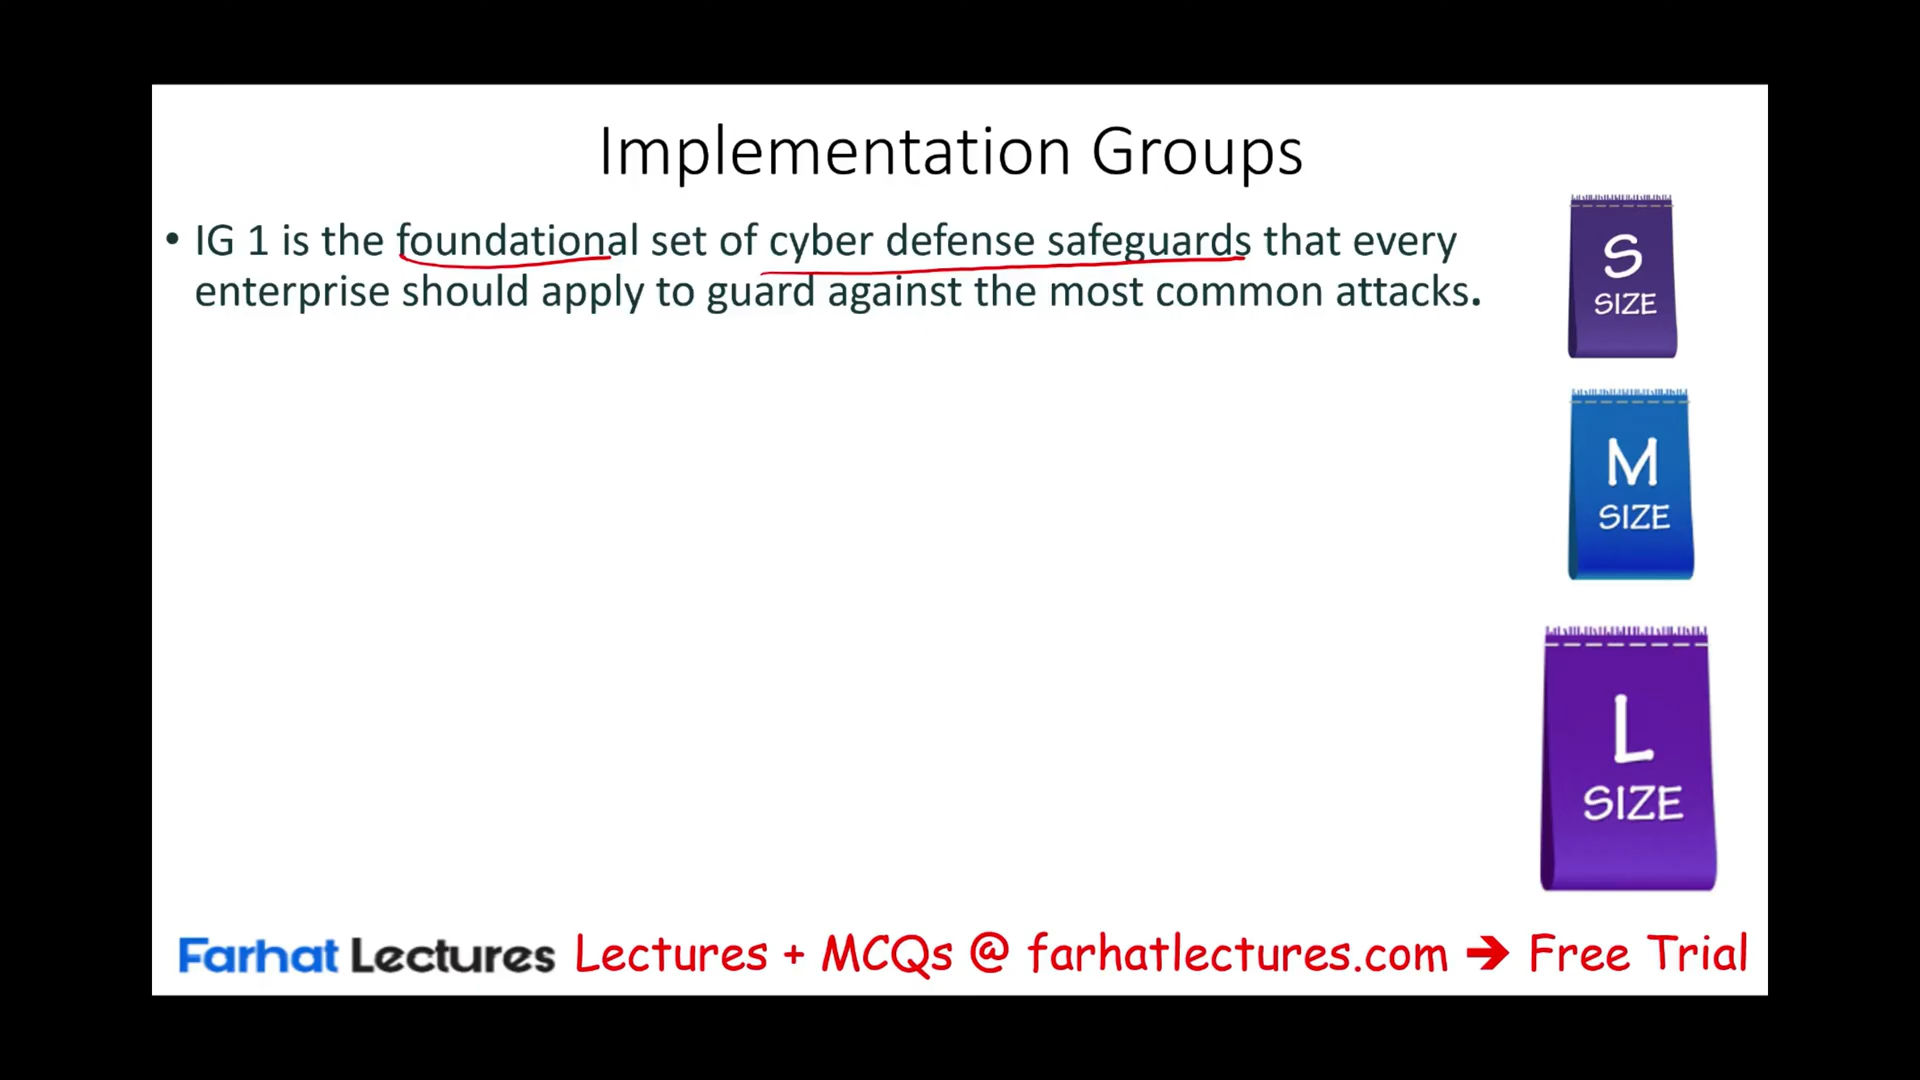 Implementation Groups
• IG 1 is the foundational set of cyber defense safeguards that every
enterprise should apply to guard against the most common attacks.
S
SIZE
M
SIZE
L
SIZE
Farhat Lectures Lectures + MCQs @ farhatlectures.com ➔ Free Trial